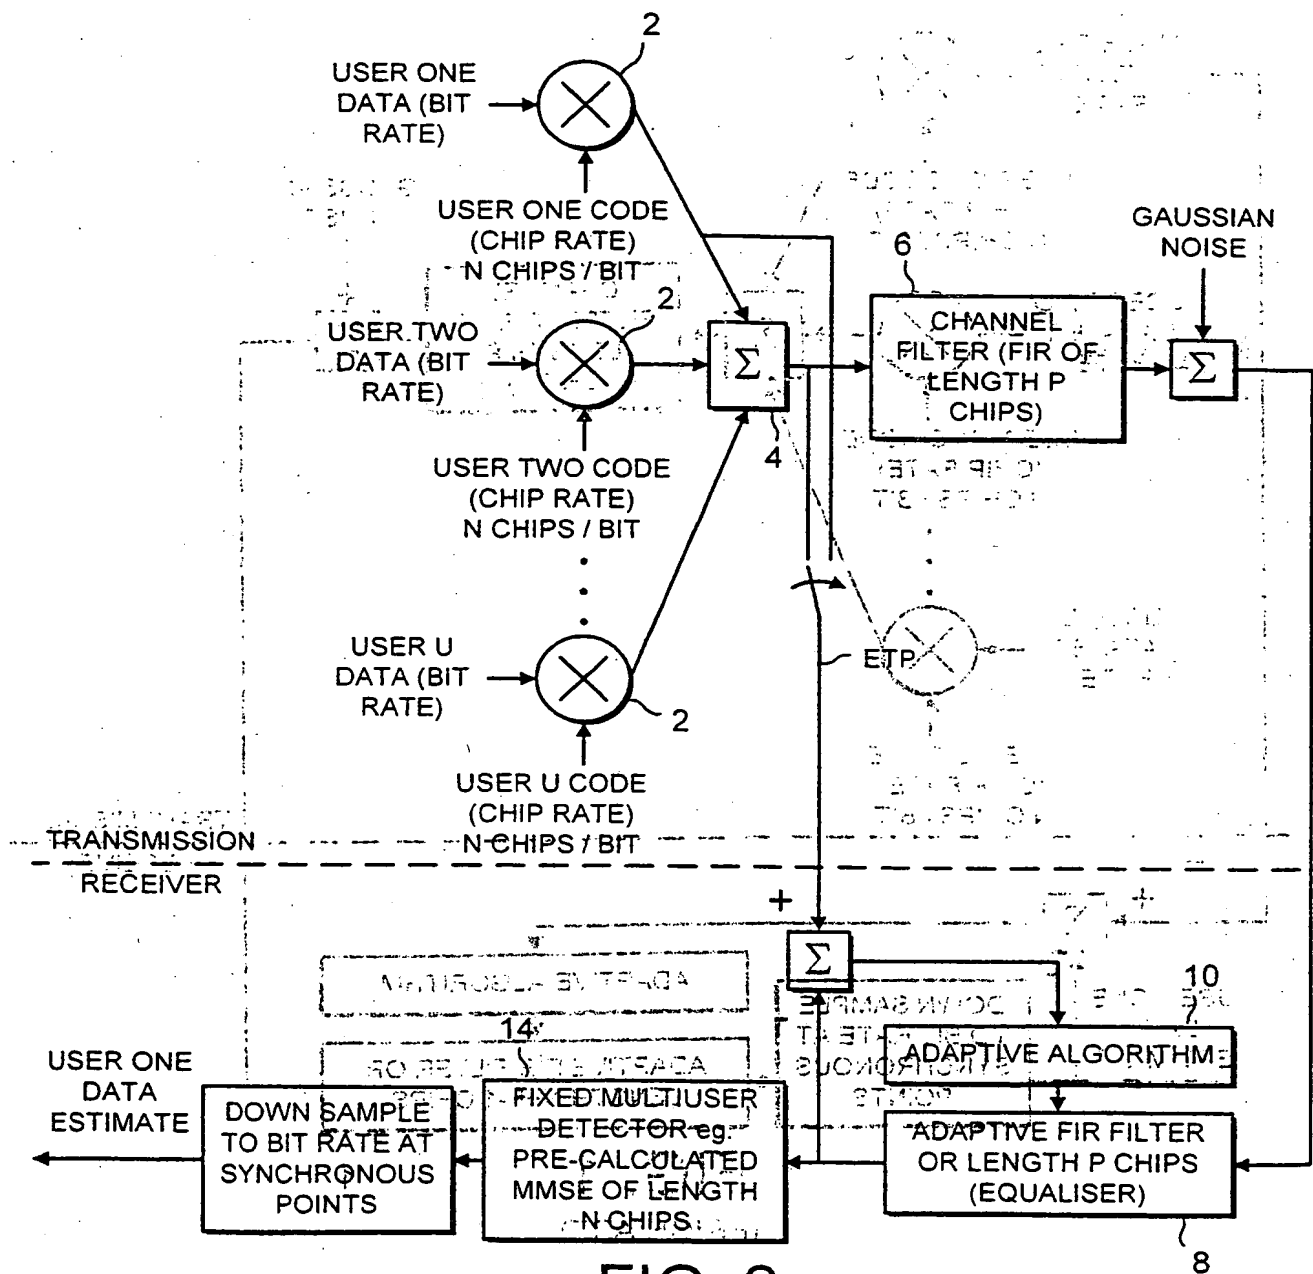 2
USER ONE
DATA (BIT
RATE)
USER ONE CODE
(CHIP RATE)
N CHIPS / BIT
GAUSSIAN
NOISE
6
2
USER TWO
DATA (BIT
RATE)
Σ
CHANNEL
FILTER (FIR OF
LENGTH P
CHIPS)
Σ
4
USER TWO CODE
(CHIP RATE)
N CHIPS / BIT
ETP
USER U
DATA (BIT
RATE)
2
USER U CODE
(CHIP RATE)
N CHIPS / BIT
TRANSMISSION
RECEIVER
+
Σ
-
10
ADAPTIVE ALGORITHM
14
USER ONE
DATA
ESTIMATE
DOWN SAMPLE
TO BIT RATE AT
SYNCHRONOUS
POINTS
FIXED MULTIUSER
DETECTOR eg.
PRE-CALCULATED
MMSE OF LENGTH
N CHIPS
ADAPTIVE FIR FILTER
OR LENGTH P CHIPS
(EQUALISER)
8